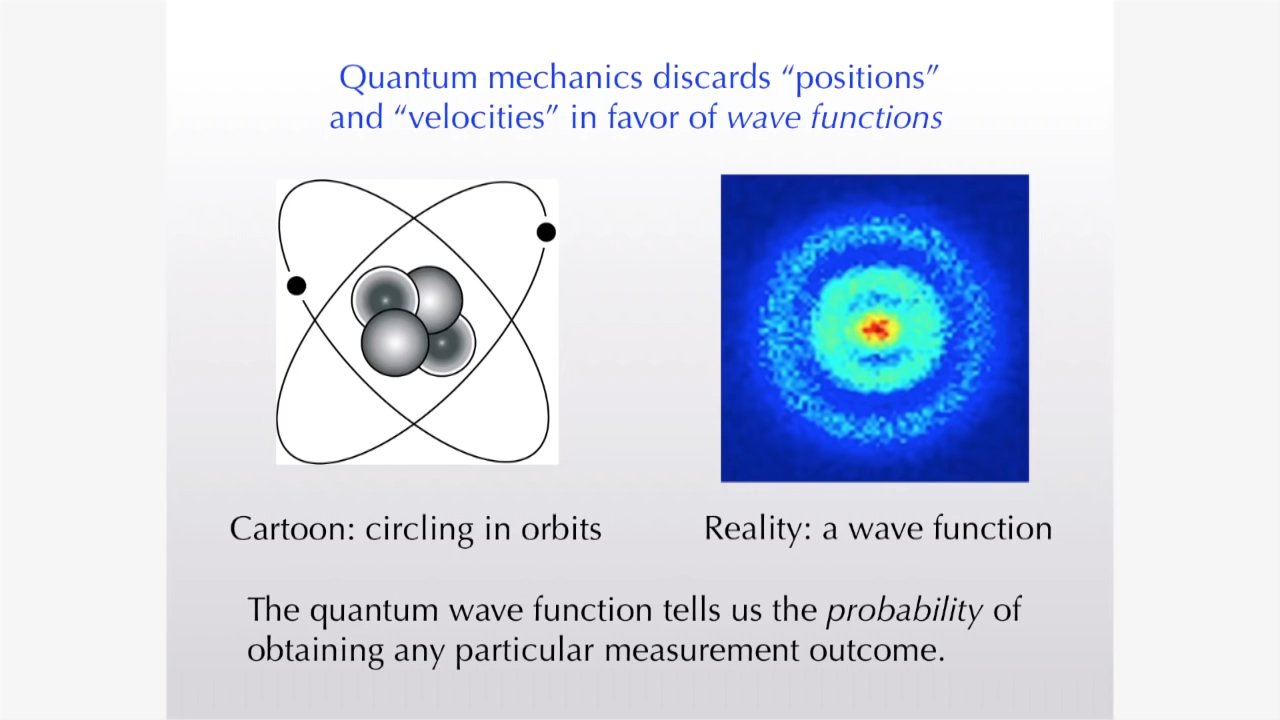 Quantum mechanics discards “positions”
and “velocities” in favor of wave functions
Cartoon: circling in orbits
Reality: a wave function
The quantum wave function tells us the probability of
obtaining any particular measurement outcome.